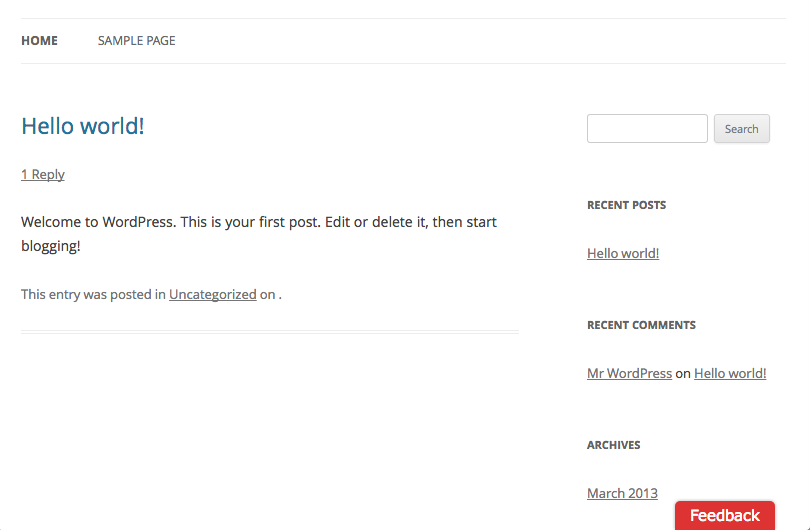 HOME SAMPLE PAGE
Hello world!
1 Reply
Welcome to WordPress. This is your first post. Edit or delete it, then start
blogging!
This entry was posted in Uncategorized on .
Search
RECENT POSTS
Hello world!
RECENT COMMENTS
Mr WordPress on Hello world!
ARCHIVES
March 2013
Feedback